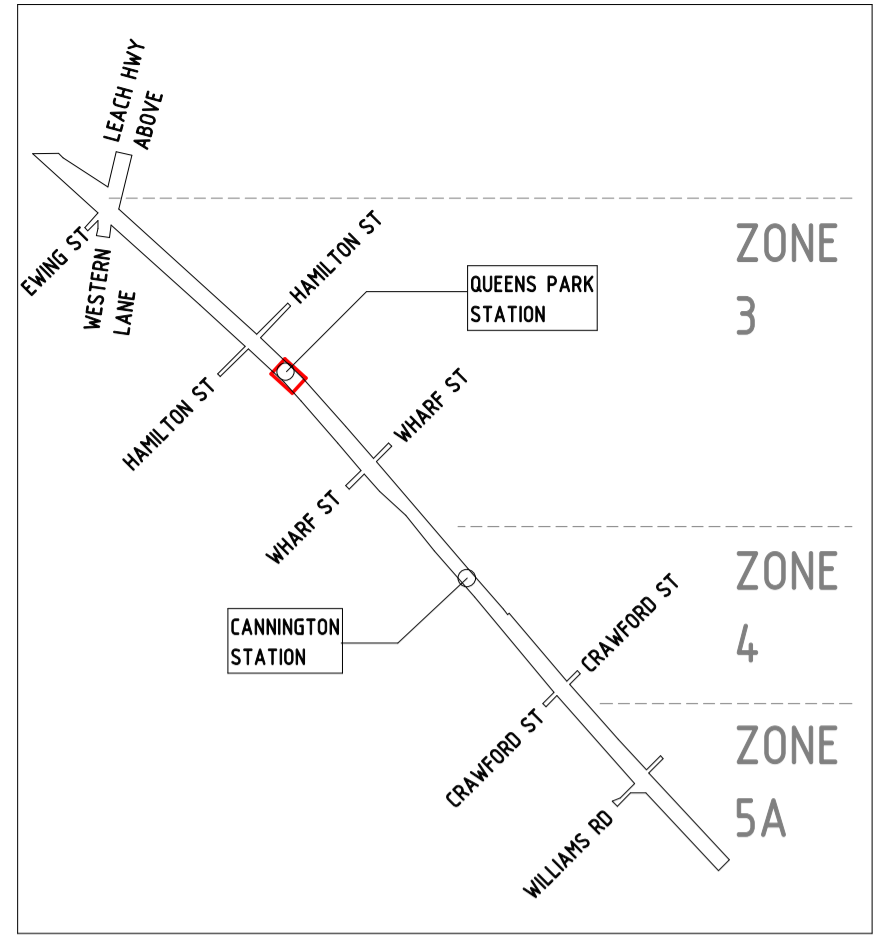 LEACH HWY
ABOVE
EWING ST
WESTERN
LANE
HAMILTON ST
ZONE
3
QUEENS PARK
STATION
HAMILTON ST
WHARF ST
WHARF ST
ZONE
4
CANNINGTON
STATION
CRAWFORD ST
CRAWFORD ST
ZONE
5A
WILLIAMS RD